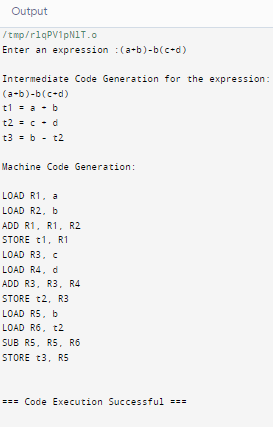 Output
/tmp/rlqPV1pNlT.o
Enter an expression :(a+b)-b(c+d)
Intermediate Code Generation for the expression:
(a+b)-b(c+d)
t1 = a + b
t2 = c + d
t3 = b - t2
Machine Code Generation:
LOAD R1, a
LOAD R2, b
ADD R1, R1, R2
STORE t1, R1
LOAD R3, c
LOAD R4, d
ADD R3, R3, R4
STORE t2, R3
LOAD R5, b
LOAD R6, t2
SUB R5, R5, R6
STORE t3, R5
=== Code Execution Successful ===